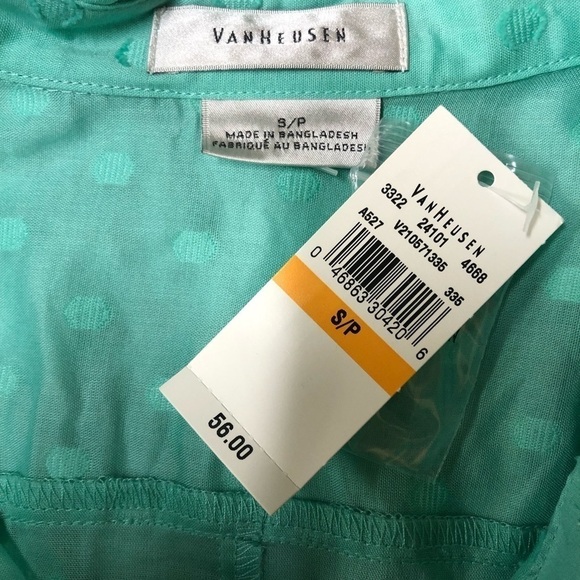 VANHEUSEN
S/P
MADE IN BANGLADESH
FABRIQUÉ AU BANGLADESH
VANHEUSEN
3322 24101 4668
A527 V210571335 335
0 46863 30420 6
S/P
56.00